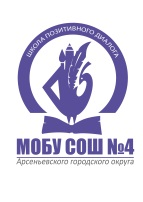 ШКОЛА ПОЗИТИВНОГО ДИАЛОГА
МОБУ СОШ №4
Арсеньевского городского округа